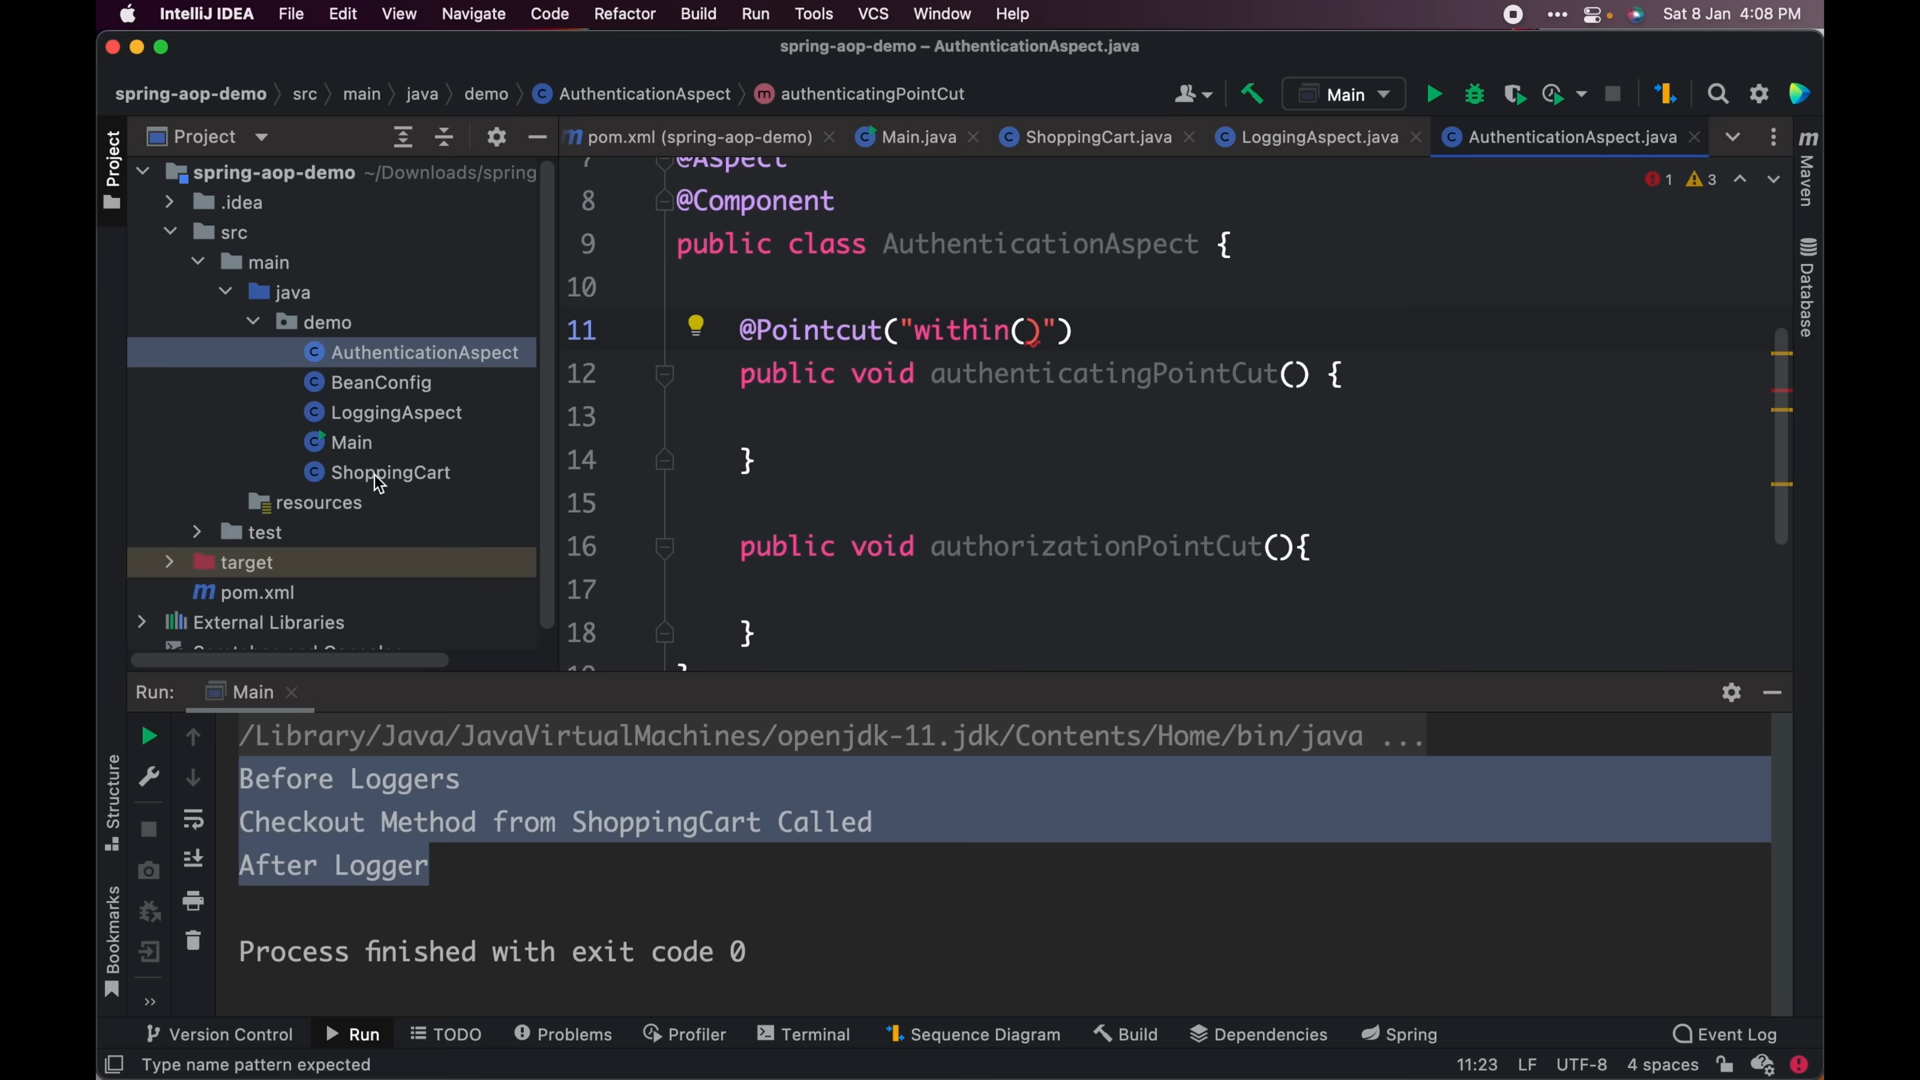 IntelliJ IDEA File Edit View Navigate Code Refactor Build Run Tools VCS Window Help Sat 8 Jan 4:08 PM
spring-aop-demo – AuthenticationAspect.java
spring-aop-demo src main java demo AuthenticationAspect m authenticatingPointCut Main
Project
pom.xml (spring-aop-demo) Main.java ShoppingCart.java LoggingAspect.java AuthenticationAspect.java
Project
Maven
Database
Structure
Bookmarks
spring-aop-demo ~/Downloads/spring
.idea
src
main
java
demo
AuthenticationAspect
BeanConfig
LoggingAspect
Main
ShoppingCart
resources
test
target
pom.xml
External Libraries
1 3
7 @Aspect
8 @Component
9 public class AuthenticationAspect {
10
11 @Pointcut("within()")
12 public void authenticatingPointCut() {
13
14 }
15
16 public void authorizationPointCut(){
17
18 }
Run: Main
/Library/Java/JavaVirtualMachines/openjdk-11.jdk/Contents/Home/bin/java ...
Before Loggers
Checkout Method from ShoppingCart Called
After Logger
Process finished with exit code 0
Version Control Run TODO Problems Profiler Terminal Sequence Diagram Build Dependencies Spring Event Log
Type name pattern expected 11:23 LF UTF-8 4 spaces